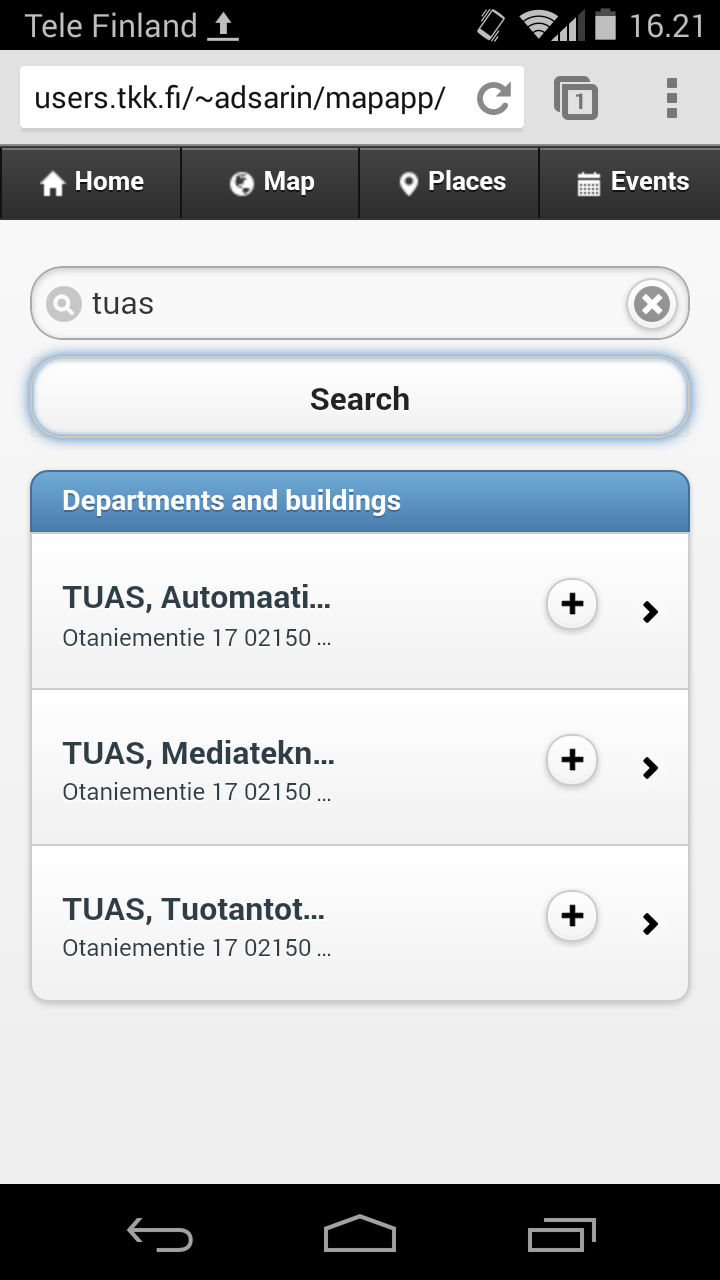 Tele Finland 16.21
users.tkk.fi/~adsarin/mapapp/ 1
Home Map Places Events
tuas
Search
Departments and buildings
TUAS, Automaati...
Otaniementie 17 02150 ...
TUAS, Mediatekn...
Otaniementie 17 02150 ...
TUAS, Tuotantot...
Otaniementie 17 02150 ...